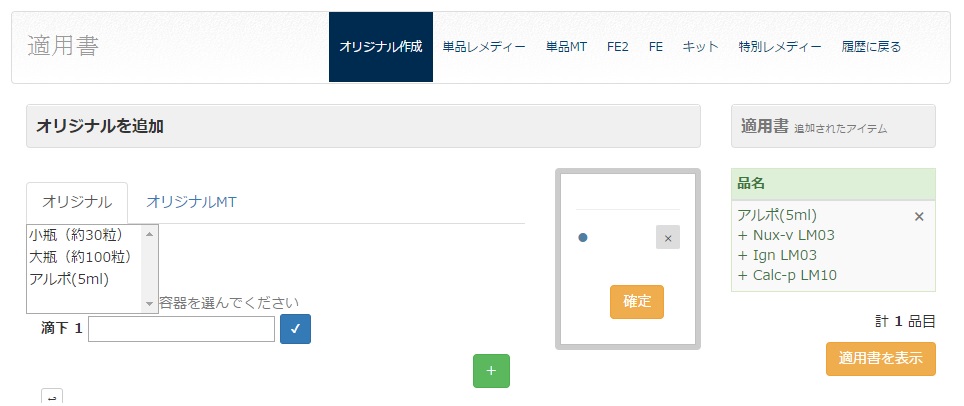 適用書
オリジナル作成 単品レメディー 単品MT FE2 FE キット 特別レメディー 履歴に戻る
オリジナルを追加
適用書 追加されたアイテム
オリジナル オリジナルMT
小瓶（約30粒）
大瓶（約100粒）
アルポ(5ml)
容器を選んでください
滴下 1
✓
+
×
確定
品名
アルポ(5ml) ×
+ Nux-v LM03
+ Ign LM03
+ Calc-p LM10
計 1 品目
適用書を表示